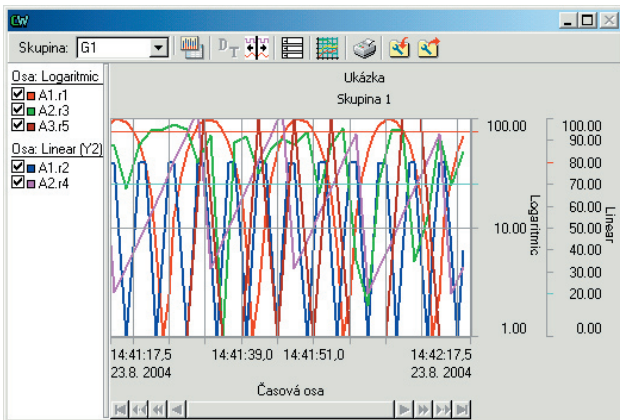 CW
Skupina: G1
DT
Osa: Logaritmic
A1.r1
A2.r3
A3.r5
Osa: Linear (Y2)
A1.r2
A2.r4
Ukázka
Skupina 1
100.00
10.00
1.00
Logaritmic
100.00
90.00
80.00
70.00
60.00
50.00
40.00
30.00
20.00
0.00
Linear
14:41:17,5 14:41:39,0 14:41:51,0 14:42:17,5
23.8. 2004 23.8. 2004
Časová osa